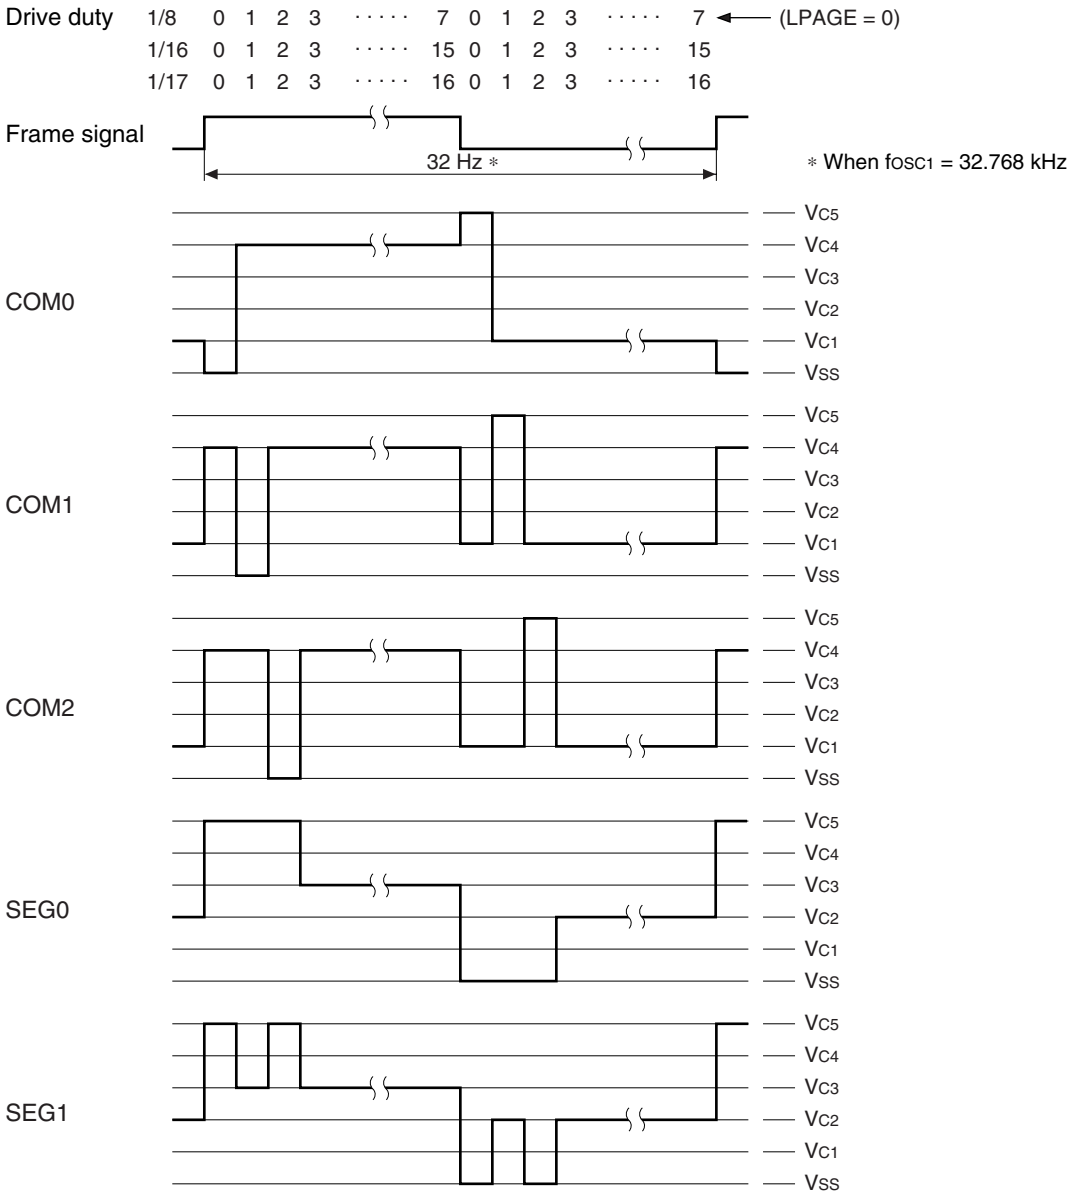 Drive duty 1/8 0 1 2 3 ····· 7 0 1 2 3 ····· 7 (LPAGE = 0)
1/16 0 1 2 3 ····· 15 0 1 2 3 ····· 15
1/17 0 1 2 3 ····· 16 0 1 2 3 ····· 16
Frame signal
32 Hz *
* When fOSC1 = 32.768 kHz
COM0
VC5
VC4
VC3
VC2
VC1
VSS
COM1
VC5
VC4
VC3
VC2
VC1
VSS
COM2
VC5
VC4
VC3
VC2
VC1
VSS
SEG0
VC5
VC4
VC3
VC2
VC1
VSS
SEG1
VC5
VC4
VC3
VC2
VC1
VSS